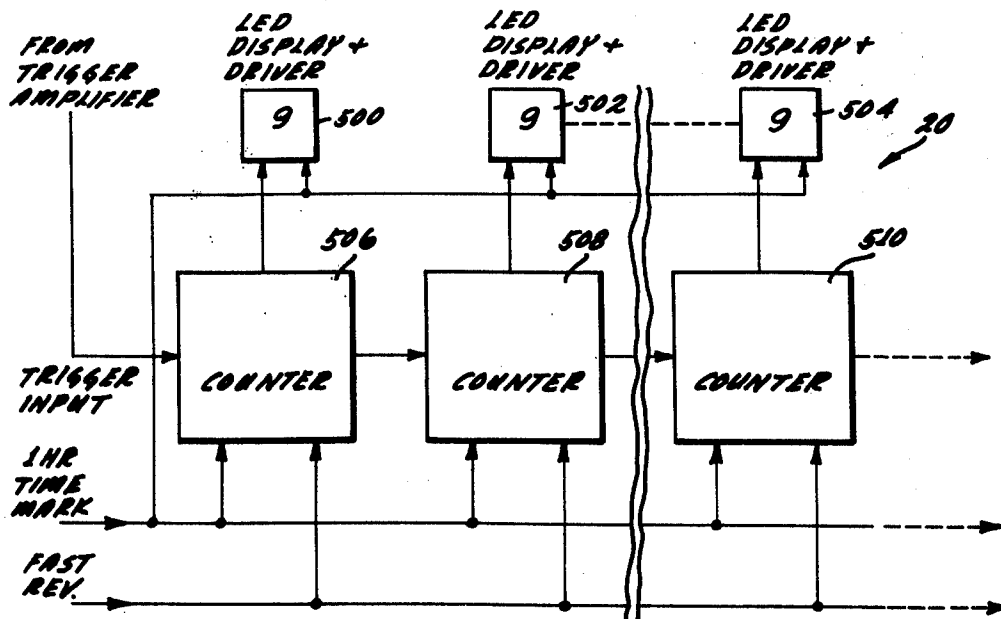 FROM
TRIGGER
AMPLIFIER
LED
DISPLAY +
DRIVER
LED
DISPLAY +
DRIVER
LED
DISPLAY +
DRIVER
9
500
9
502
9
504
20
506
508
510
COUNTER
COUNTER
COUNTER
TRIGGER
INPUT
1HR
TIME
MARK
FAST
REV.